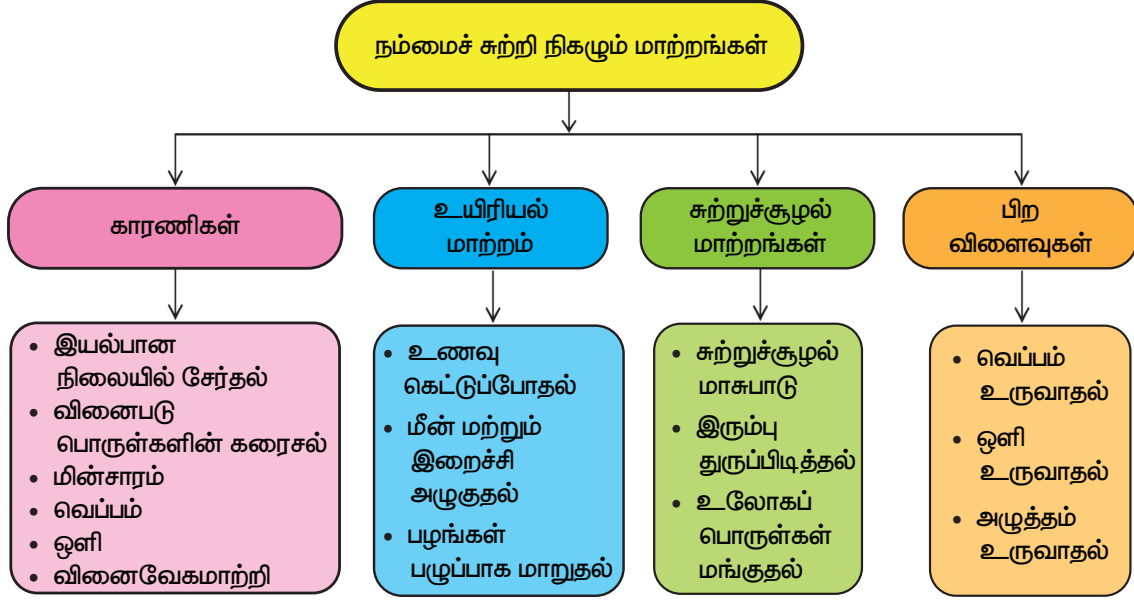 நம்மைச் சுற்றி நிகழும் மாற்றங்கள்
காரணிகள்
உயிரியல்
மாற்றம்
சுற்றுச்சூழல்
மாற்றங்கள்
பிற
விளைவுகள்
• இயல்பான
நிலையில் சேர்தல்
• வினைபடு
பொருள்களின் கரைசல்
• மின்சாரம்
• வெப்பம்
• ஒளி
• வினைவேகமாற்றி
• உணவு
கெட்டுப்போதல்
• மீன் மற்றும்
இறைச்சி
அழுகுதல்
• பழங்கள்
பழுப்பாக மாறுதல்
• சுற்றுச்சூழல்
மாசுபாடு
• இரும்பு
துருப்பிடித்தல்
• உலோகப்
பொருள்கள்
மங்குதல்
• வெப்பம்
உருவாதல்
• ஒளி
உருவாதல்
• அழுத்தம்
உருவாதல்